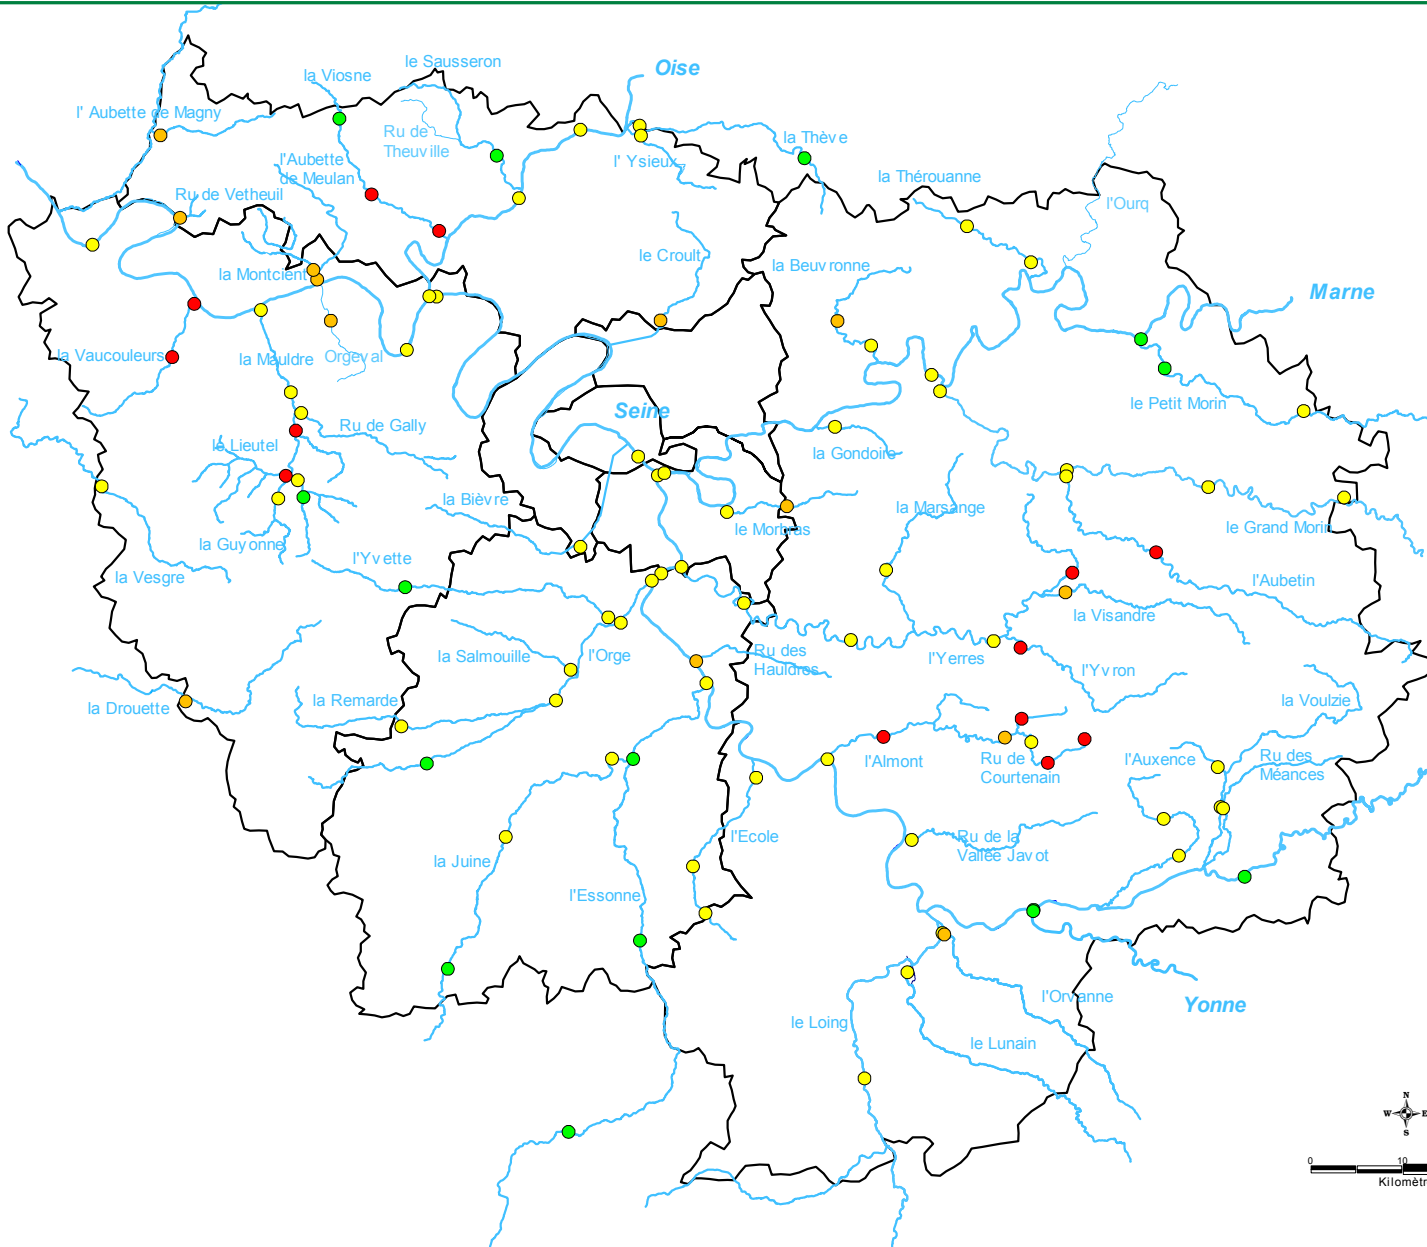 le Sausseron
Oise
la Viosne
l' Aubette de Magny
Ru de
Theuville
la Thève
l'Aubette
de Meulan
l' Ysieux
la Thérouanne
Ru de Vetheuil
l'Ourq
le Croult
la Beuvronne
la Montcient
Marne
la Vaucouleurs
la Mauldre
Orgeval
le Petit Morin
Seine
Ru de Gally
le Lieutel
la Gondoire
la Bièvre
la Marsange
le Morbras
le Grand Morin
la Guyonne
l'Yvette
la Vesgre
l'Aubetin
la Visandre
la Salmouille
l'Orge
Ru des
Hauldres
l'Yerres
l'Yvron
la Remarde
la Drouette
la Voulzie
l'Almont
Ru de
Courtenain
l'Auxence
Ru des
Méances
l'Ecole
Ru de la
Vallée Javot
la Juine
l'Essonne
l'Orvanne
Yonne
le Loing
le Lunain
N
W E
S
0 10
Kilomètr